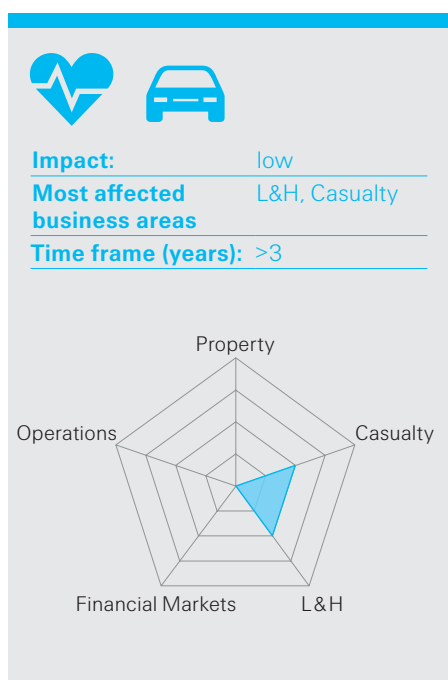 Impact: low
Most affected L&H, Casualty
business areas
Time frame (years): >3
Property
Operations Casualty
Financial Markets L&H